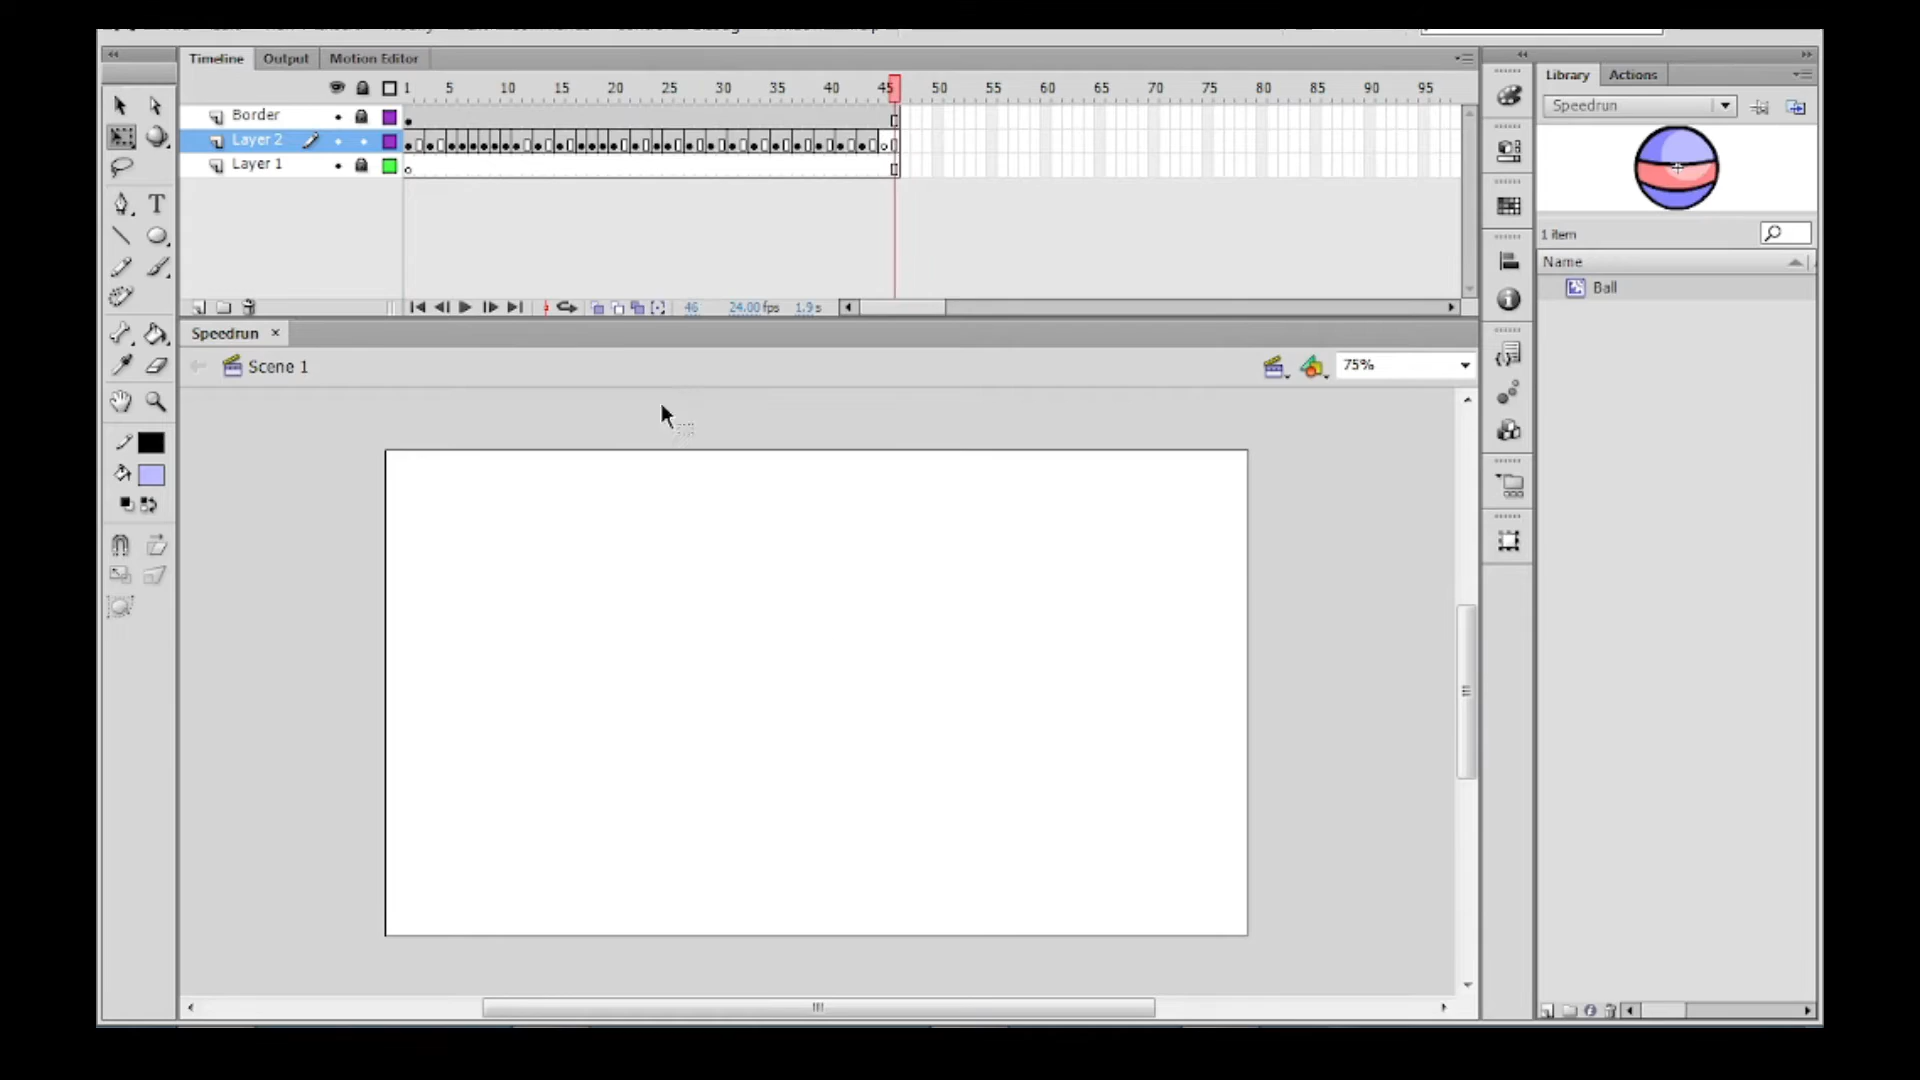 Timeline Output Motion Editor
1 5 10 15 20 25 30 35 40 45 50 55 60 65 70 75 80 85 90 95
Border
Layer 2
Layer 1
46 24.00 fps 1.9 s
Speedrun
Scene 1
75%
T
Library Actions
Speedrun
1 item
Name
Ball